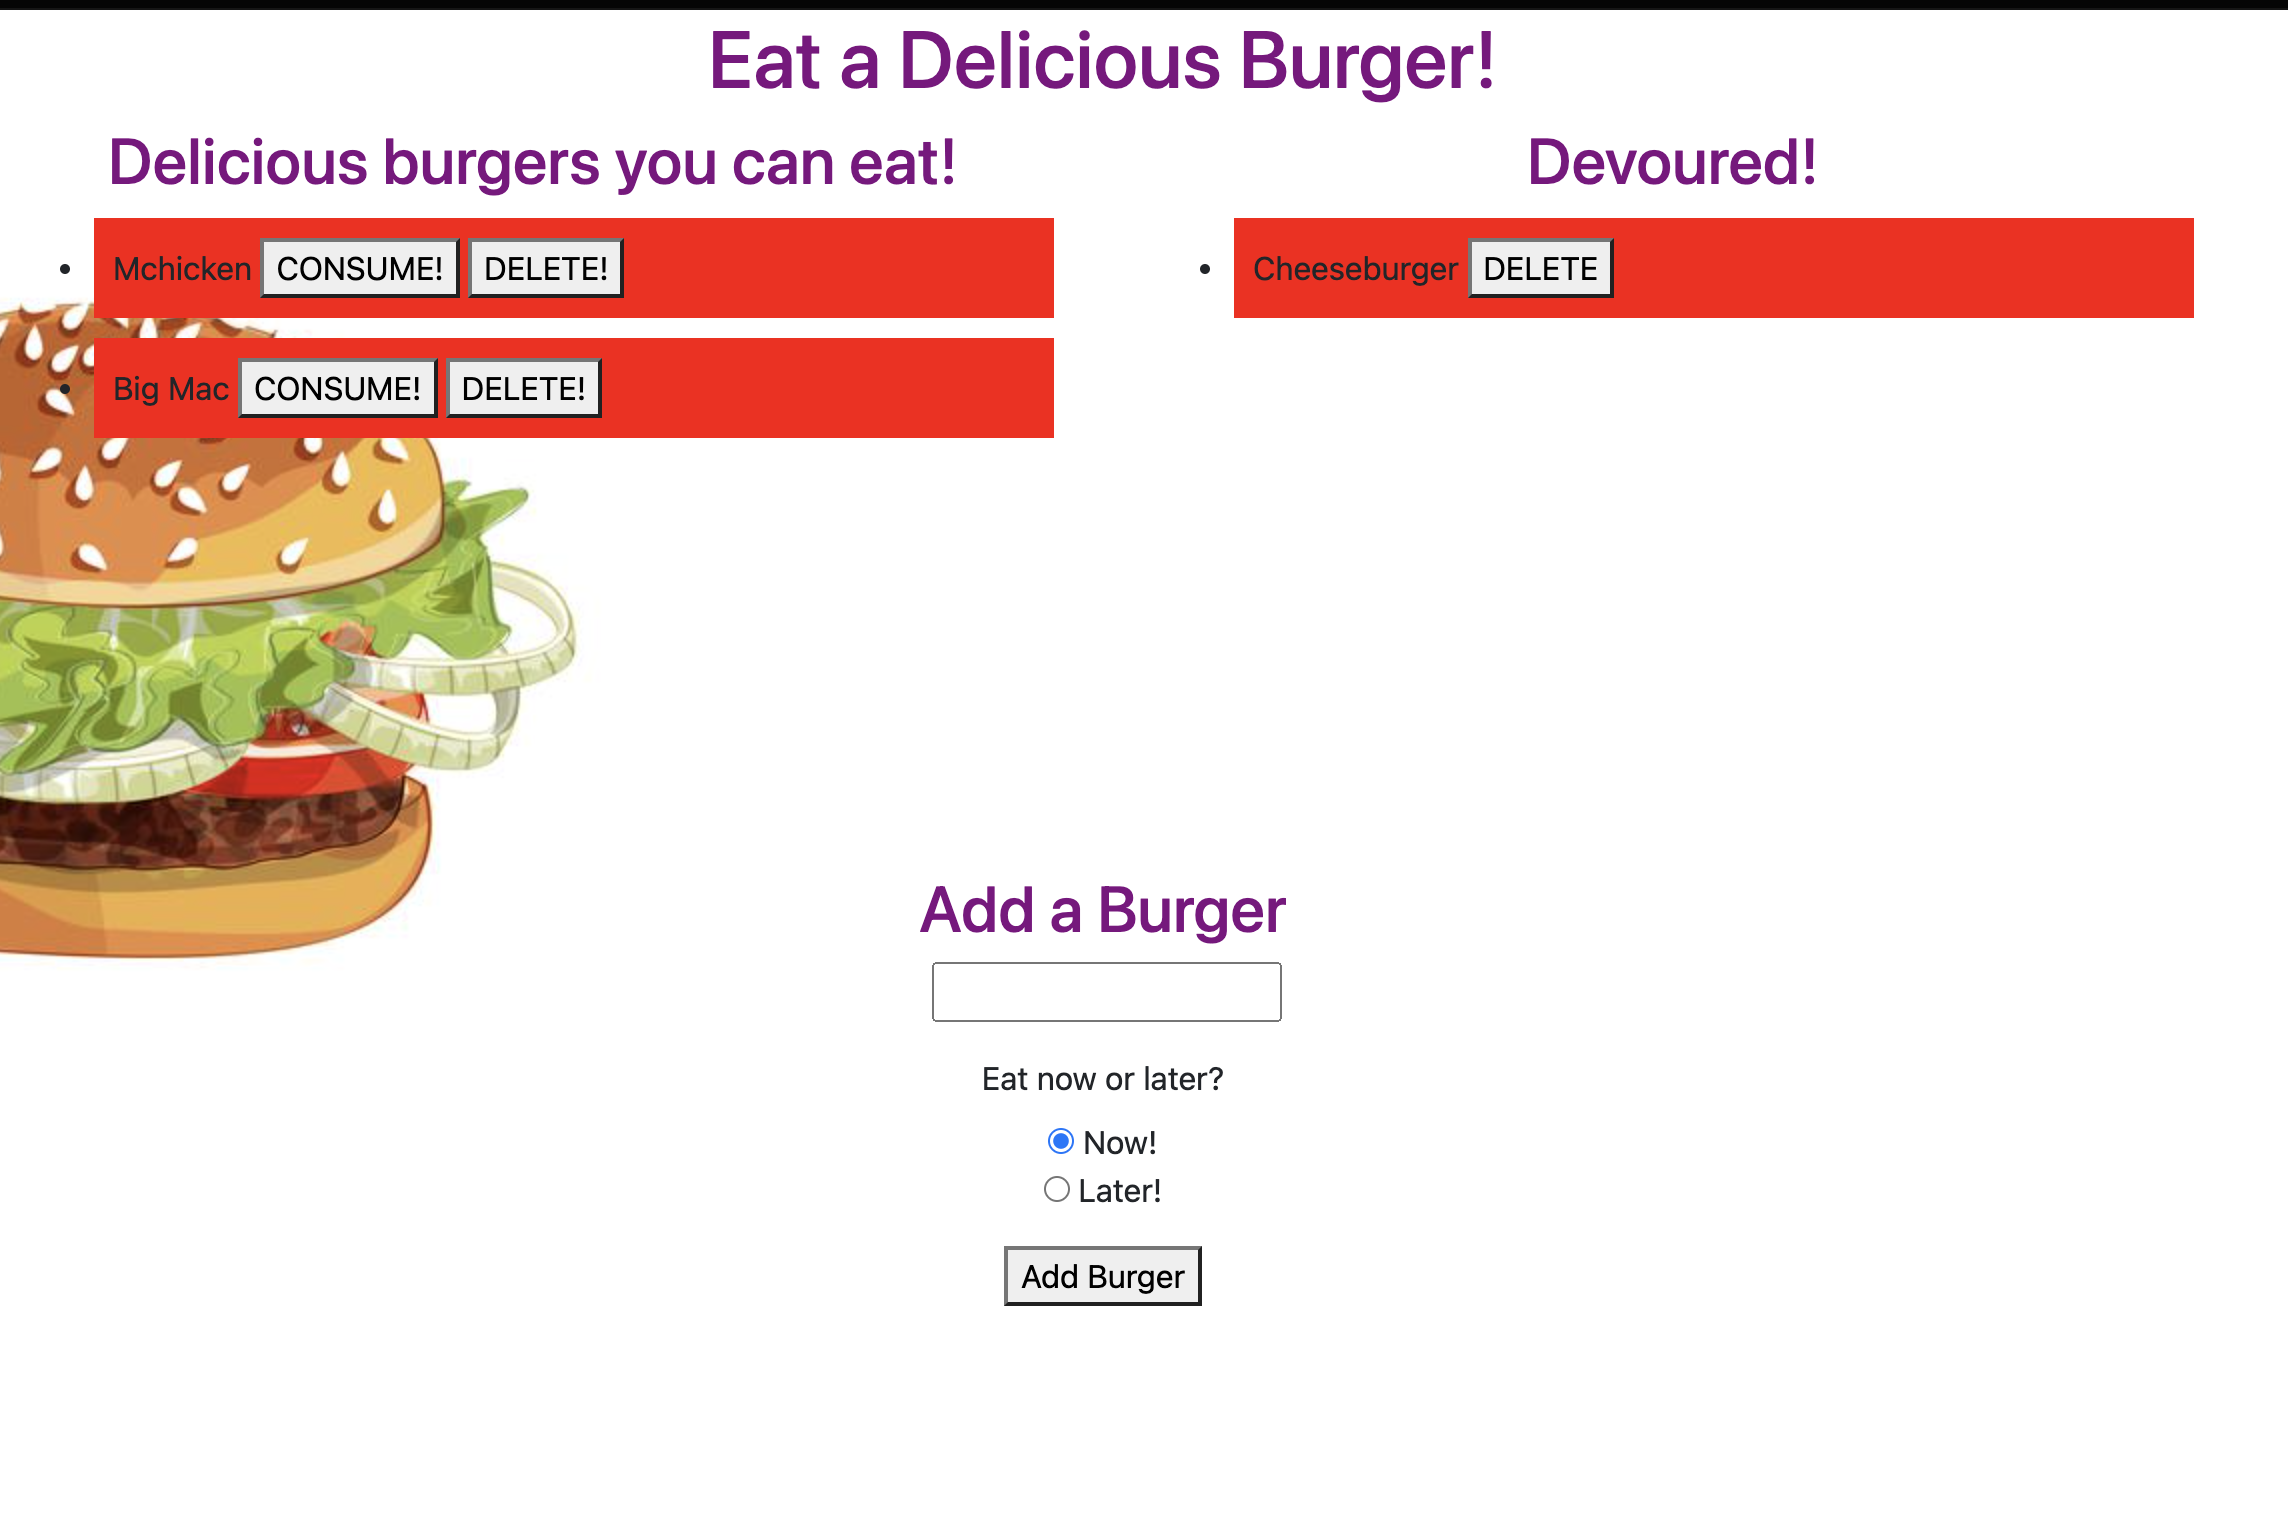 Eat a Delicious Burger!
Delicious burgers you can eat!
Mchicken CONSUME! DELETE!
Big Mac CONSUME! DELETE!
Devoured!
Cheeseburger DELETE
Add a Burger
Eat now or later?
Now!
Later!
Add Burger